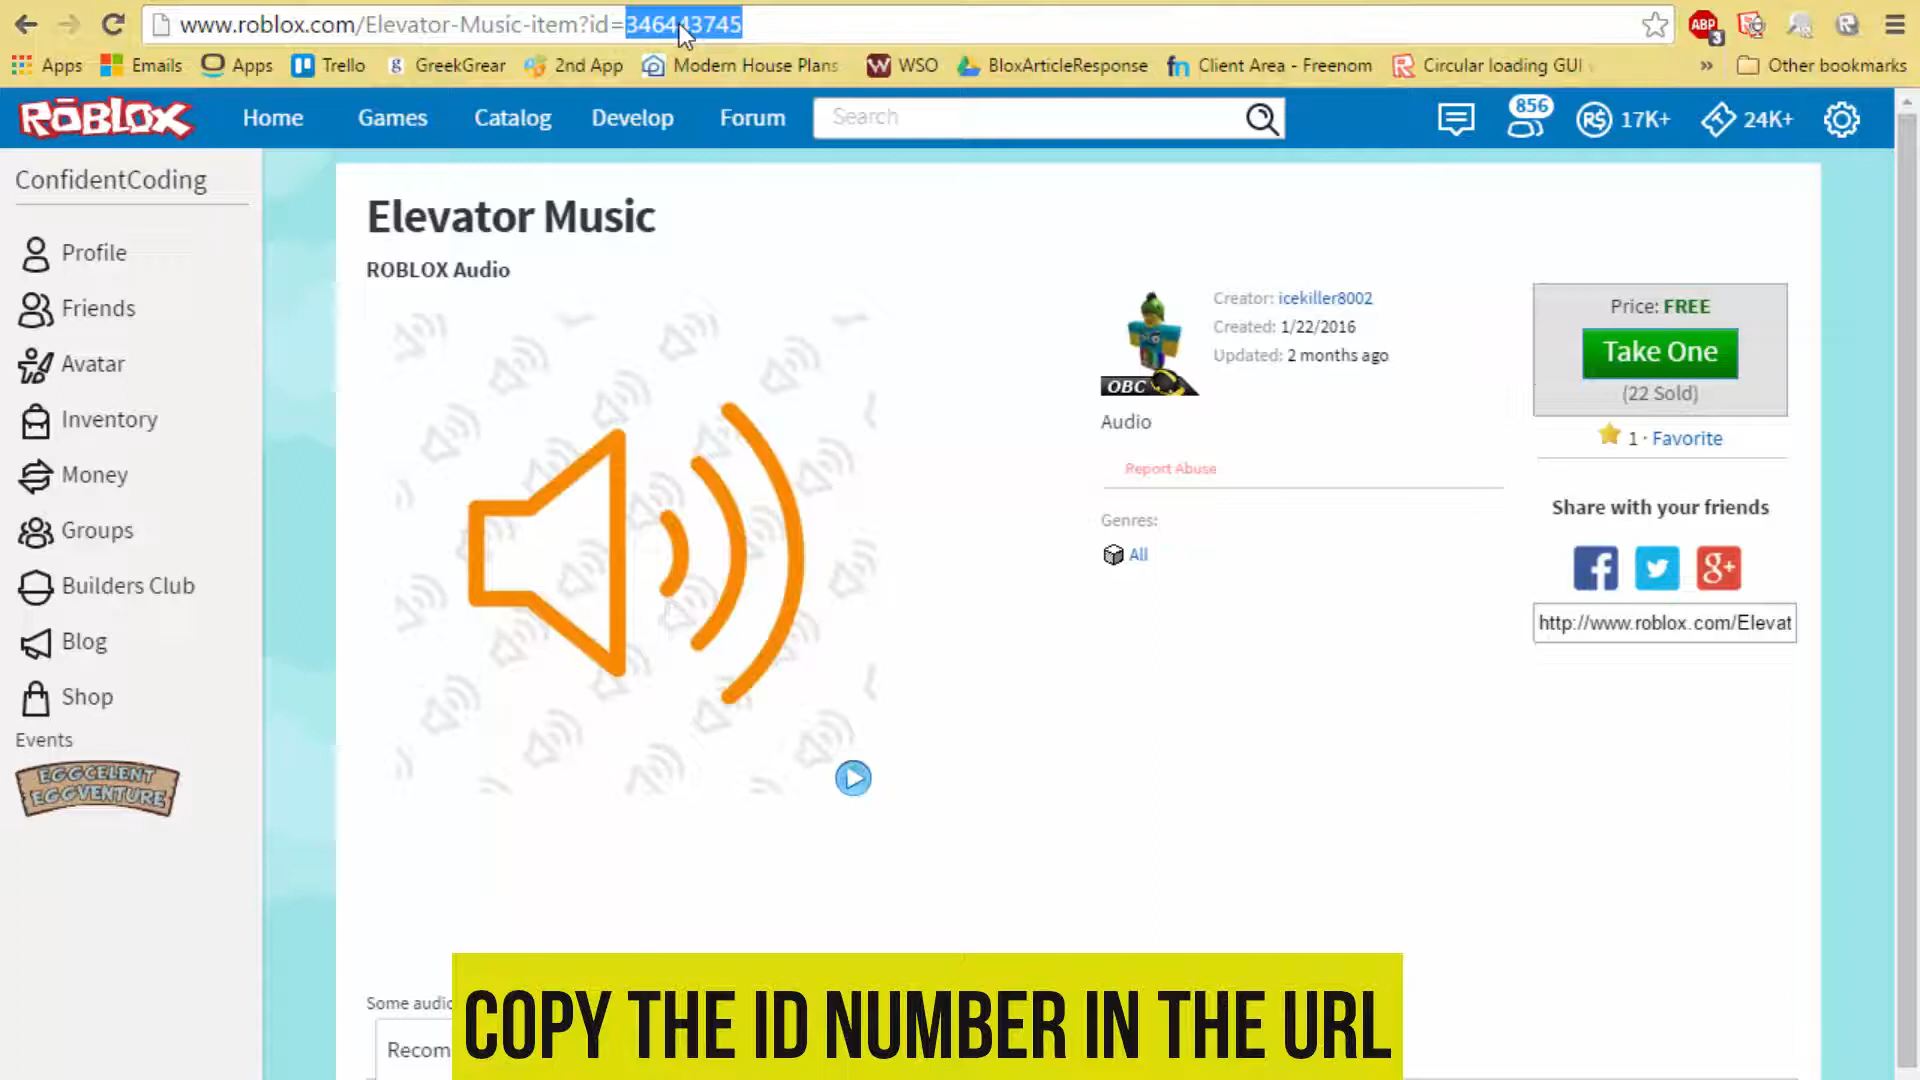 www.roblox.com/Elevator-Music-item?id=346443745
ABP
3
Apps
Emails
Apps
Trello
g
GreekGrear
2nd App
Modern House Plans
W
WSO
BloxArticleResponse
fn
Client Area - Freenom
R
Circular loading GUI
»
Other bookmarks
ROBLOX
Home
Games
Catalog
Develop
Forum
Search
856
R$
17K+
24K+
ConfidentCoding
Profile
Friends
Avatar
Inventory
Money
Groups
Builders Club
Blog
Shop
Events
EGGCELENT
EGGVENTURE
Elevator Music
ROBLOX Audio
OBC
Creator: icekiller8002
Created: 1/22/2016
Updated: 2 months ago
Audio
Report Abuse
Genres:
All
Price: FREE
Take One
(22 Sold)
1 · Favorite
Share with your friends
f
g+
http://www.roblox.com/Elevat
Some audio
Recom
COPY THE ID NUMBER IN THE URL